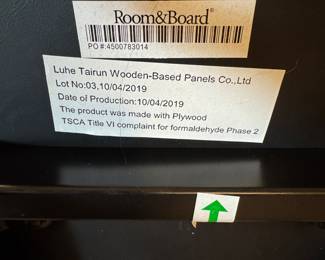 Room&Board®
PO #:4500783014
Luhe Tairun Wooden-Based Panels Co.,Ltd
Lot No:03,10/04/2019
Date of Production:10/04/2019
The product was made with Plywood
TSCA Title VI complaint for formaldehyde Phase 2